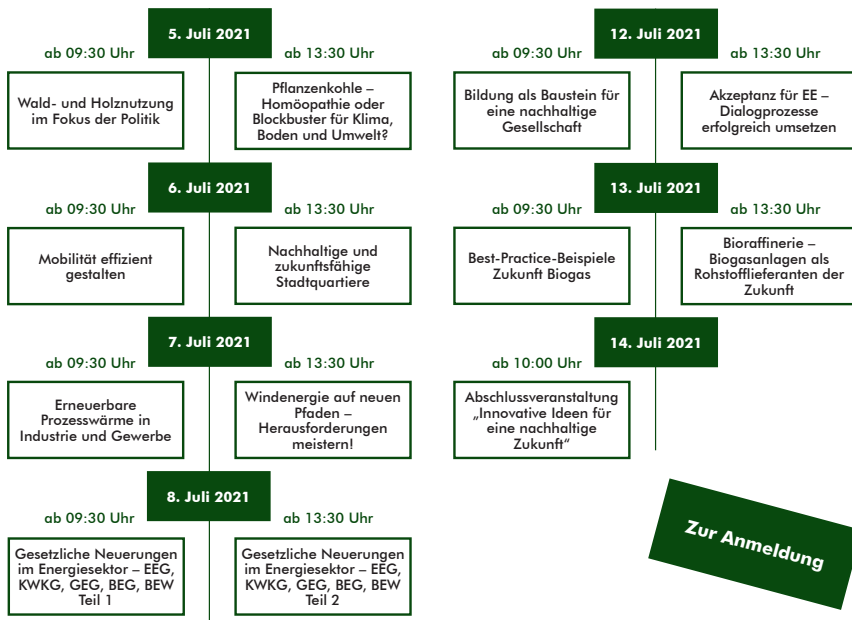 5. Juli 2021
ab 09:30 Uhr
Wald- und Holznutzung
im Fokus der Politik
ab 13:30 Uhr
Pflanzenkohle –
Homöopathie oder
Blockbuster für Klima,
Boden und Umwelt?
6. Juli 2021
ab 09:30 Uhr
Mobilität effizient
gestalten
ab 13:30 Uhr
Nachhaltige und
zukunftsfähige
Stadtquartiere
7. Juli 2021
ab 09:30 Uhr
Erneuerbare
Prozesswärme in
Industrie und Gewerbe
ab 13:30 Uhr
Windenergie auf neuen
Pfaden –
Herausforderungen
meistern!
8. Juli 2021
ab 09:30 Uhr
Gesetzliche Neuerungen
im Energiesektor – EEG,
KWKG, GEG, BEG, BEW
Teil 1
ab 13:30 Uhr
Gesetzliche Neuerungen
im Energiesektor – EEG,
KWKG, GEG, BEG, BEW
Teil 2
12. Juli 2021
ab 09:30 Uhr
Bildung als Baustein für
eine nachhaltige
Gesellschaft
ab 13:30 Uhr
Akzeptanz für EE –
Dialogprozesse
erfolgreich umsetzen
13. Juli 2021
ab 09:30 Uhr
Best-Practice-Beispiele
Zukunft Biogas
ab 13:30 Uhr
Bioraffinerie –
Biogasanlagen als
Rohstofflieferanten der
Zukunft
14. Juli 2021
ab 10:00 Uhr
Abschlussveranstaltung
„Innovative Ideen für
eine nachhaltige
Zukunft“
Zur Anmeldung